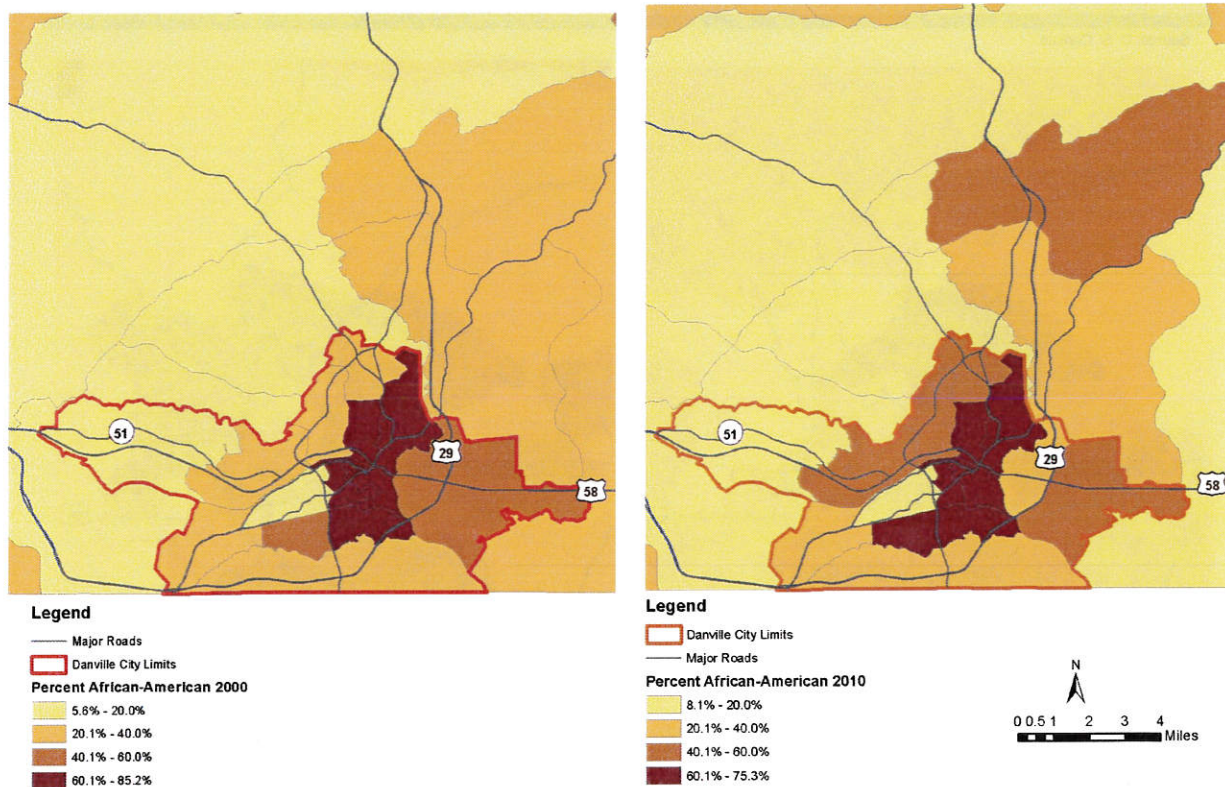 51
29
58
Legend
Major Roads
Danville City Limits
Percent African-American 2000
5.6% - 20.0%
20.1% - 40.0%
40.1% - 60.0%
60.1% - 85.2%
51
29
58
Legend
Danville City Limits
Major Roads
Percent African-American 2010
8.1% - 20.0%
20.1% - 40.0%
40.1% - 60.0%
60.1% - 75.3%
N
0 0.5 1 2 3 4
Miles